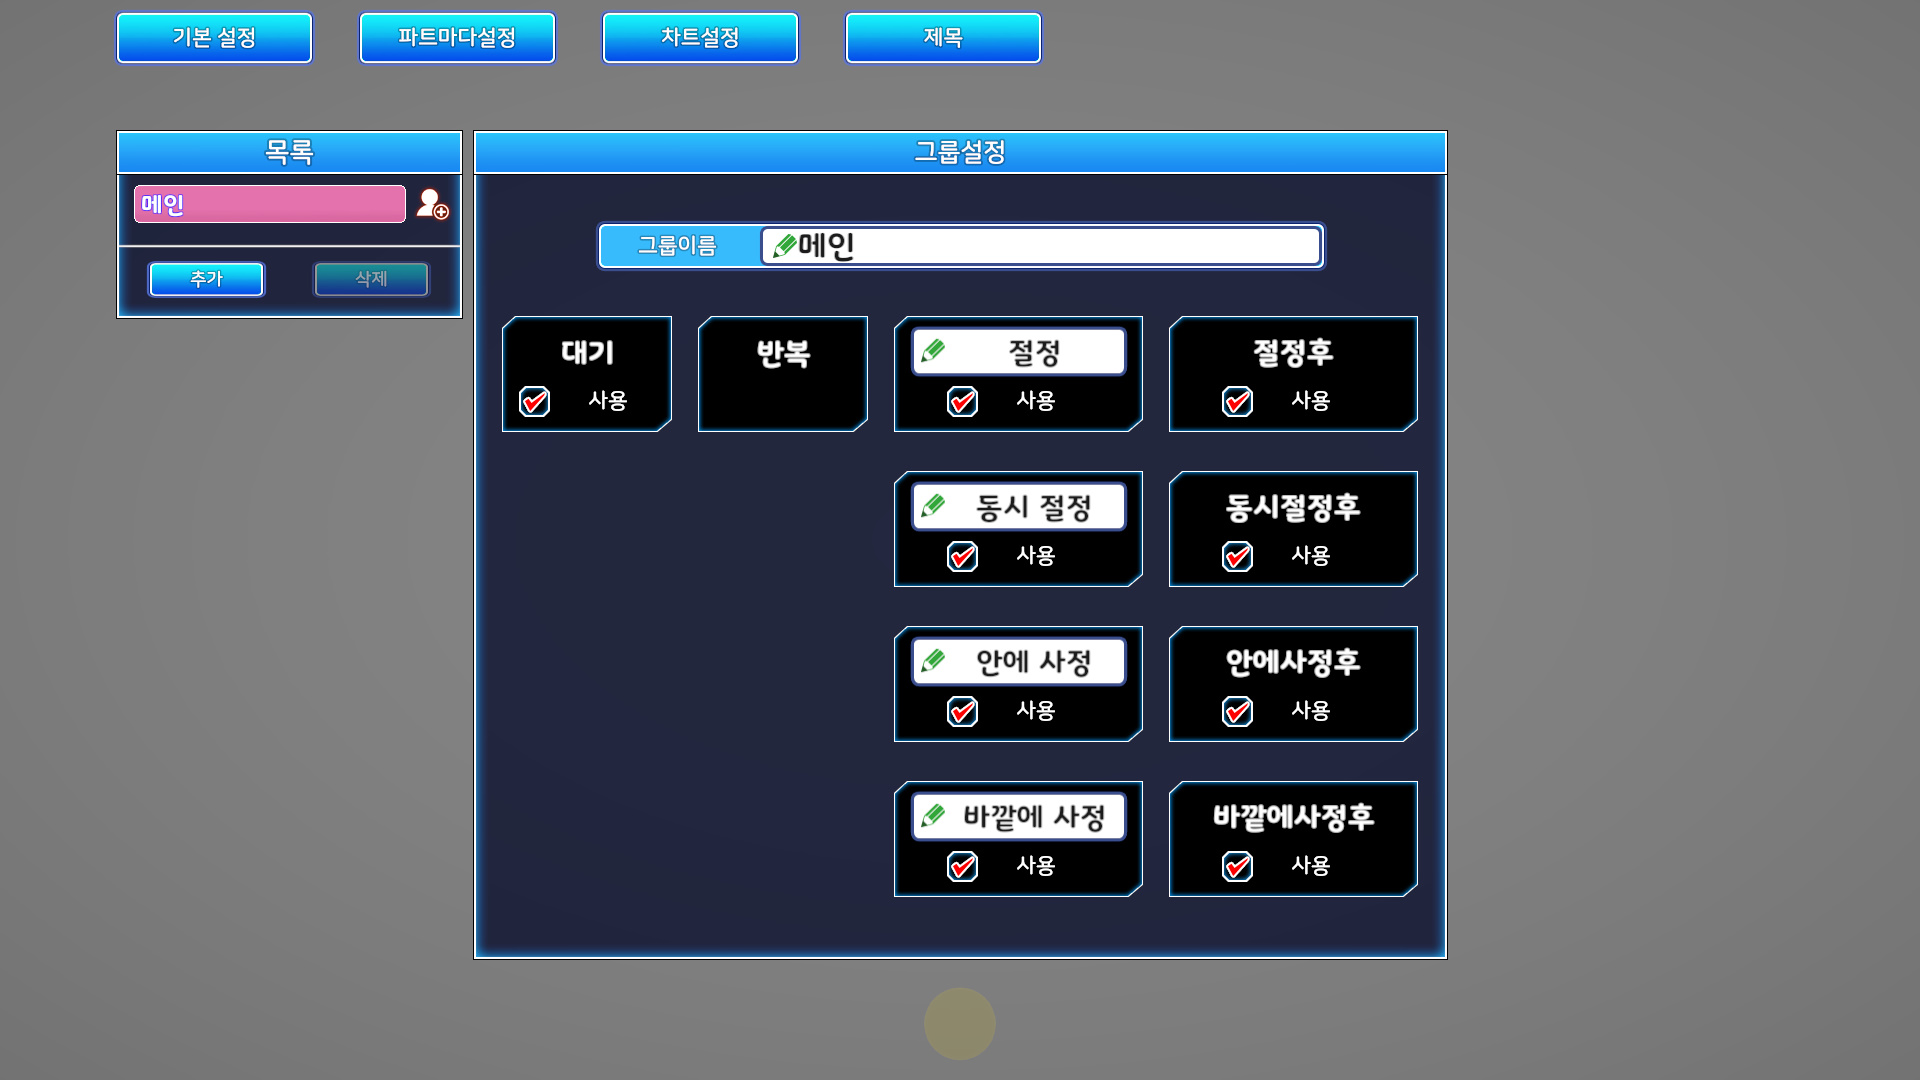 기본 설정
파트마다설정
차트설정
제목
목록
메인
추가
삭제
그룹설정
그룹이름
메인
대기
사용
반복
절정
사용
절정후
사용
동시 절정
사용
동시절정후
사용
안에 사정
사용
안에사정후
사용
바깥에 사정
사용
바깥에사정후
사용